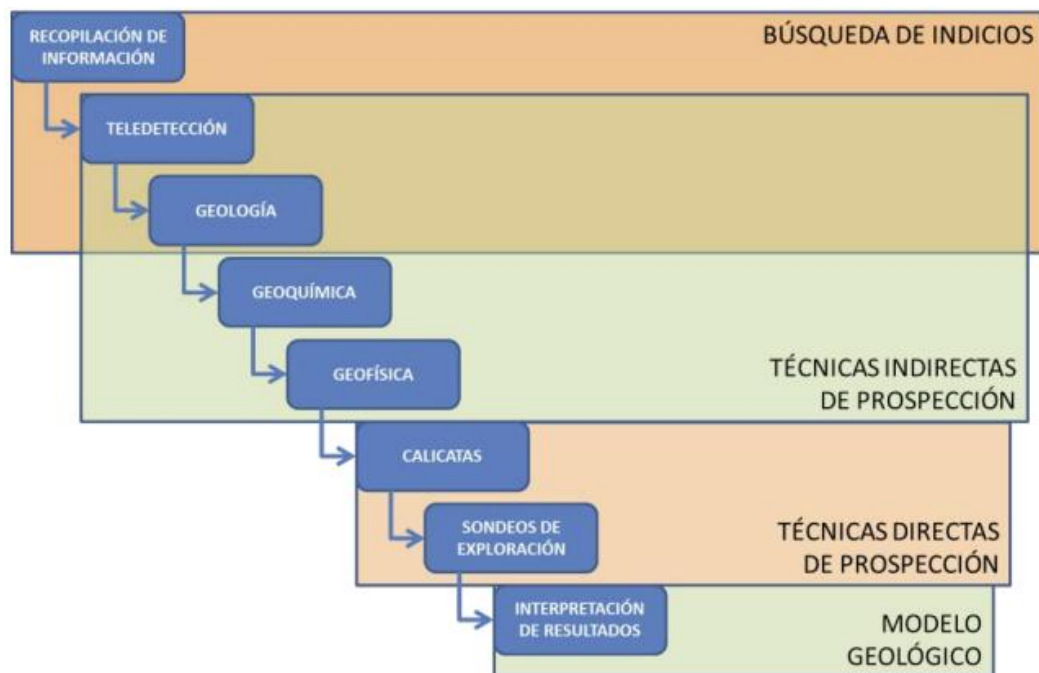 RECOPILACIÓN DE
INFORMACIÓN
BÚSQUEDA DE INDICIOS
TELEDETECCIÓN
GEOLOGÍA
GEOQUÍMICA
GEOFÍSICA
TÉCNICAS INDIRECTAS
DE PROSPECCIÓN
CALICATAS
SONDEOS DE
EXPLORACIÓN
TÉCNICAS DIRECTAS
DE PROSPECCIÓN
INTERPRETACIÓN
DE RESULTADOS
MODELO
GEOLÓGICO